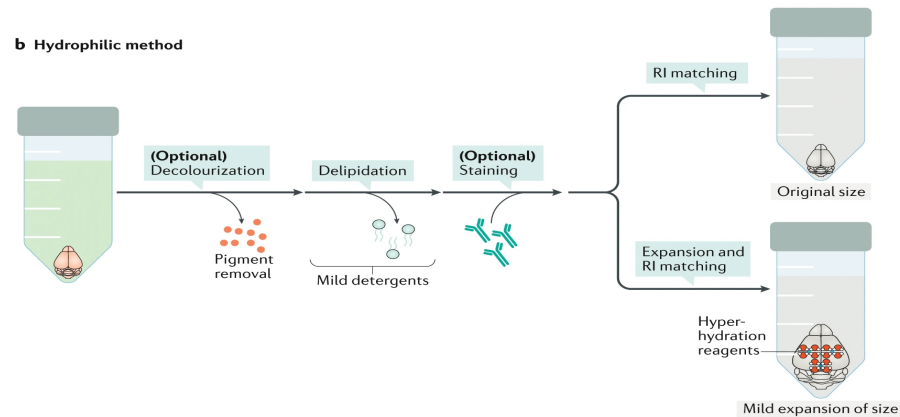 b Hydrophilic method
(Optional)
Decolourization
Pigment
removal
Delipidation
Mild detergents
(Optional)
Staining
RI matching
Original size
Expansion and
RI matching
Hyper-
hydration
reagents
Mild expansion of size